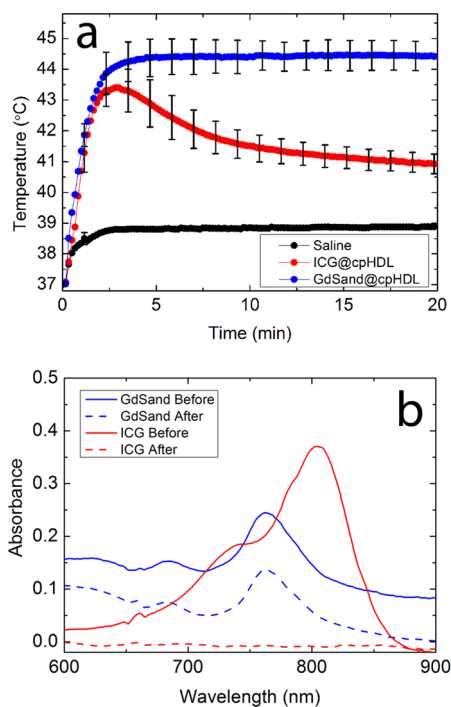 a
45
44
43
42
41
40
39
38
37
Temperature (°C)
Saline
ICG@cpHDL
GdSand@cpHDL
0
5
10
15
20
Time (min)
b
0.5
0.4
0.3
0.2
0.1
0.0
Absorbance
GdSand Before
GdSand After
ICG Before
ICG After
600
700
800
900
Wavelength (nm)